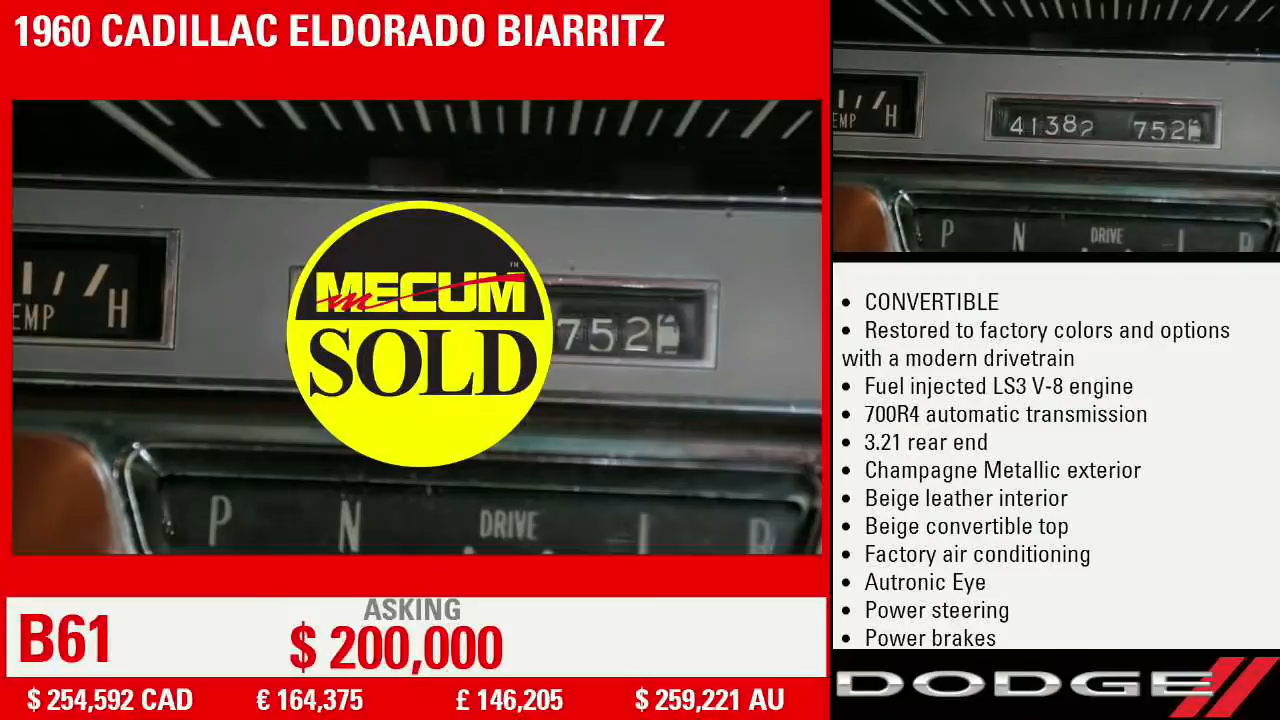 1960 CADILLAC ELDORADO BIARRITZ
TEMP H
MECUM™
SOLD
752
P N DRIVE L R
B61
ASKING
$ 200,000
$ 254,592 CAD € 164,375 £ 146,205 $ 259,221 AU
EMP H
41382 752
P N DRIVE L R
• CONVERTIBLE
• Restored to factory colors and options
with a modern drivetrain
• Fuel injected LS3 V-8 engine
• 700R4 automatic transmission
• 3.21 rear end
• Champagne Metallic exterior
• Beige leather interior
• Beige convertible top
• Factory air conditioning
• Autronic Eye
• Power steering
• Power brakes
DODGE